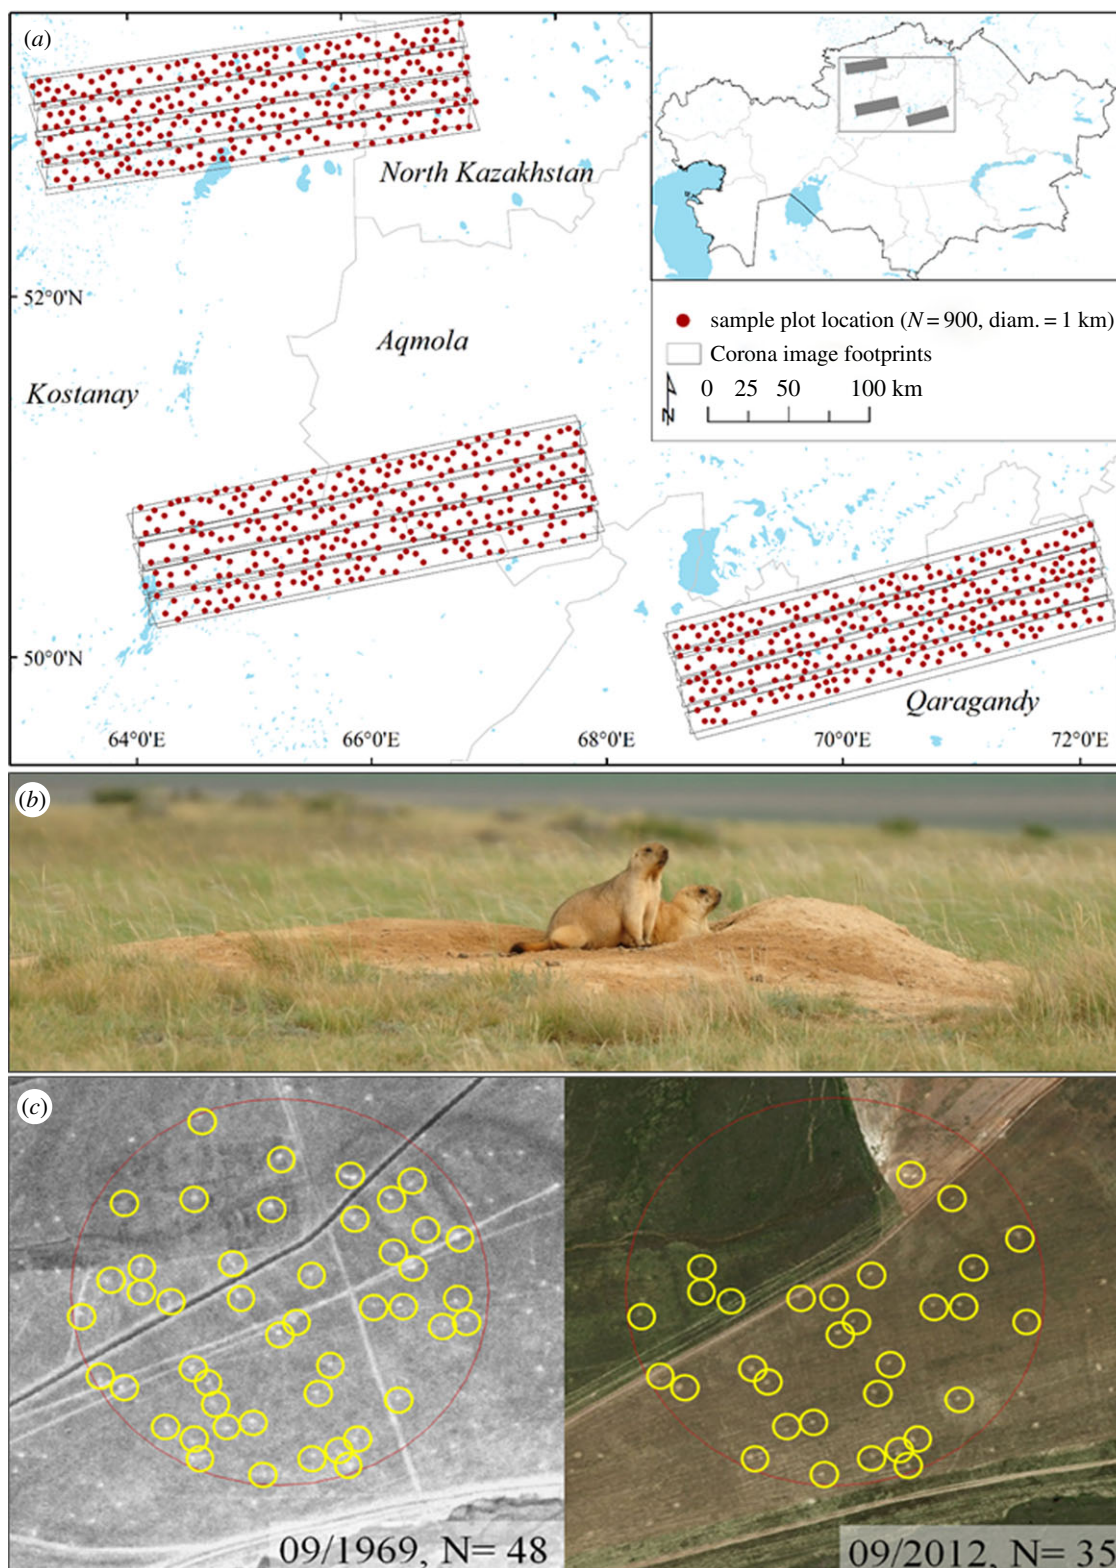 (a)
North Kazakhstan
52°0'N
sample plot location (N = 900, diam. = 1 km)
Aqmola
Corona image footprints
Kostanay
0 25 50 100 km
N
50°0'N
Qaragandy
64°0'E 66°0'E 68°0'E 70°0'E 72°0'E
(b)
(c)
09/1969, N= 48
09/2012, N= 35